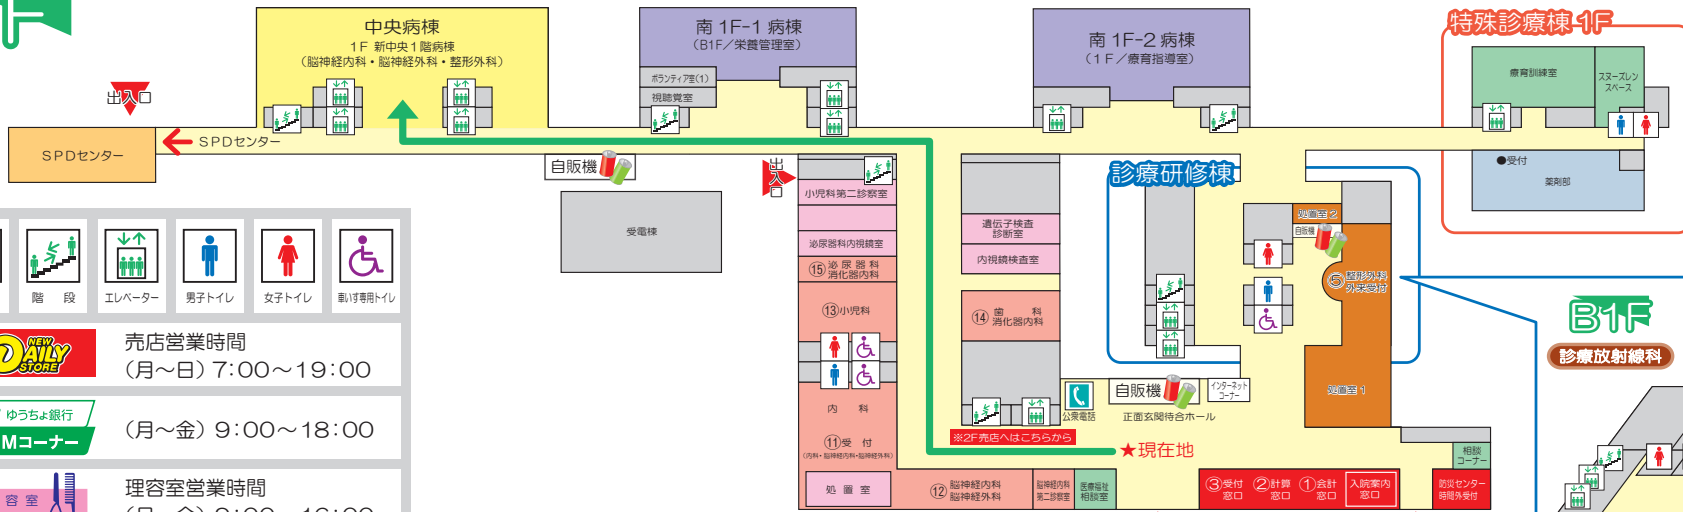 1F
中央病棟
1F 新中央1階病棟
（脳神経内科・脳神経外科・整形外科）
南 1F-1 病棟
（B1F／栄養管理室）
ボランティア室(1)
視聴覚室
南 1F-2 病棟
（1F／療育指導室）
特殊診療棟 1F
療育訓練室
スヌーズレン
スペース
●受付
薬剤部
出入口
SPDセンター
SPDセンター
自販機
受電棟
出入口
小児科第二診察室
泌尿器科内視鏡室
⑮ 泌尿器科
消化器内科
⑬小児科
内科
⑪受付
（内科・脳神経内科・脳神経外科）
処置室
遺伝子検査
診断室
内視鏡検査室
⑭ 歯科
消化器内科
診療研修棟
処置室2
自販機
⑤ 整形外科
外来受付
処置室1
公衆電話
自販機
インターネット
コーナー
正面玄関待合ホール
※2F売店へはこちらから
★現在地
⑫ 脳神経内科
脳神経外科
脳神経内科
第二診察室
医療福祉
相談室
③受付
窓口
②計算
窓口
①会計
窓口
入院案内
窓口
相談
コーナー
防災センター
時間外受付
B1F
診療放射線科
階段
エレベーター
男子トイレ
女子トイレ
車いす専用トイレ
NEW
DAILY
STORE
売店営業時間
（月～日）7:00～19:00
ゆうちょ銀行
Mコーナー
（月～金）9:00～18:00
容室
理容室営業時間